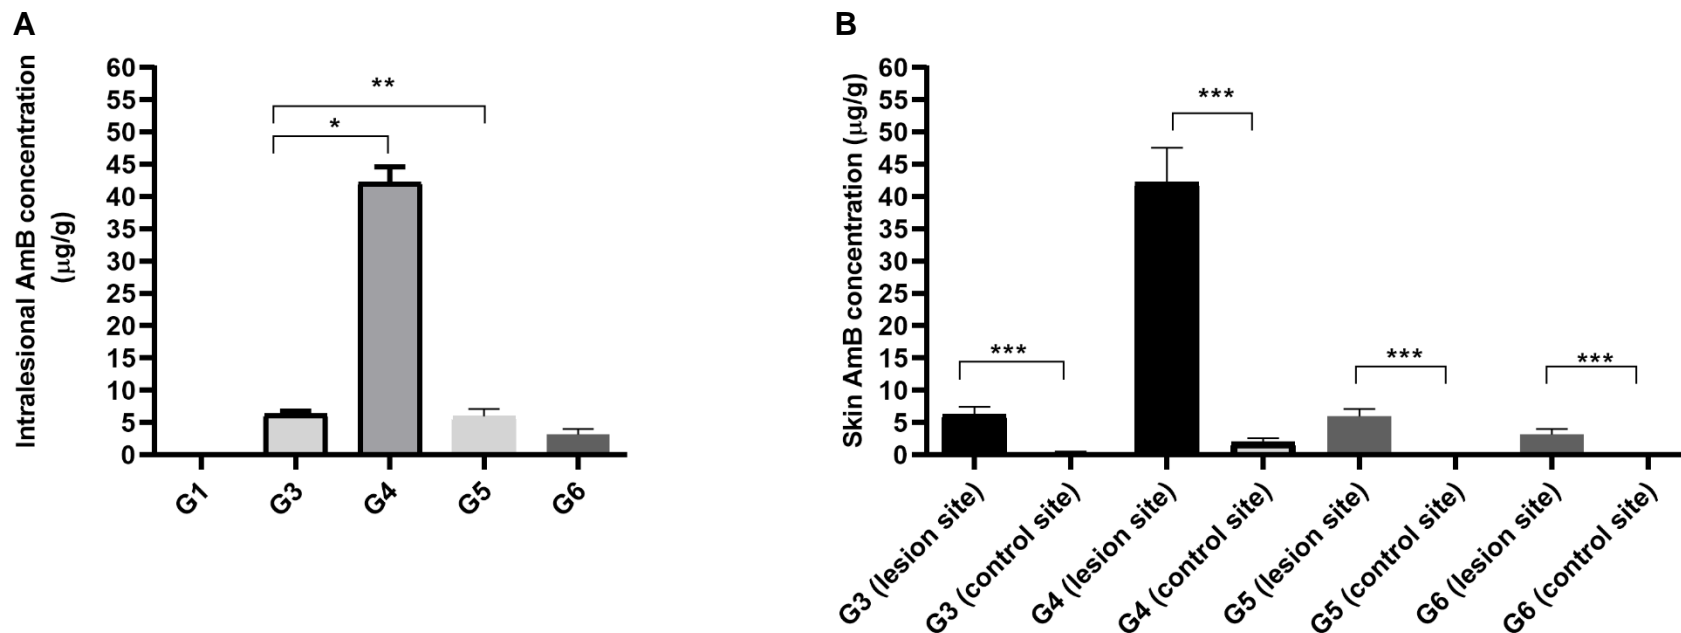 A
Intralesional AmB concentration
(μg/g)
60
55
50
45
40
35
30
25
20
15
10
5
0
**
*
G1
G3
G4
G5
G6
B
Skin AmB concentration (μg/g)
60
55
50
45
40
35
30
25
20
15
10
5
0
***
***
***
***
G3 (lesion site)
G3 (control site)
G4 (lesion site)
G4 (control site)
G5 (lesion site)
G5 (control site)
G6 (lesion site)
G6 (control site)